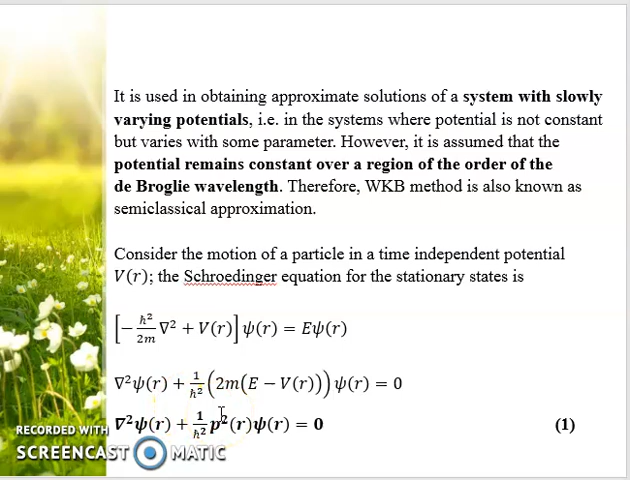 It is used in obtaining approximate solutions of a system with slowly
varying potentials, i.e. in the systems where potential is not constant
but varies with some parameter. However, it is assumed that the
potential remains constant over a region of the order of the
de Broglie wavelength. Therefore, WKB method is also known as
semiclassical approximation.
Consider the motion of a particle in a time independent potential
V(r); the Schroedinger equation for the stationary states is
[−ℏ²/2m ∇² + V(r)] ψ(r) = Eψ(r)
∇²ψ(r) + 1/ℏ² (2m(E − V(r))) ψ(r) = 0
∇²ψ(r) + 1/ℏ² p²(r)ψ(r) = 0 (1)
RECORDED WITH
SCREENCAST MATIC